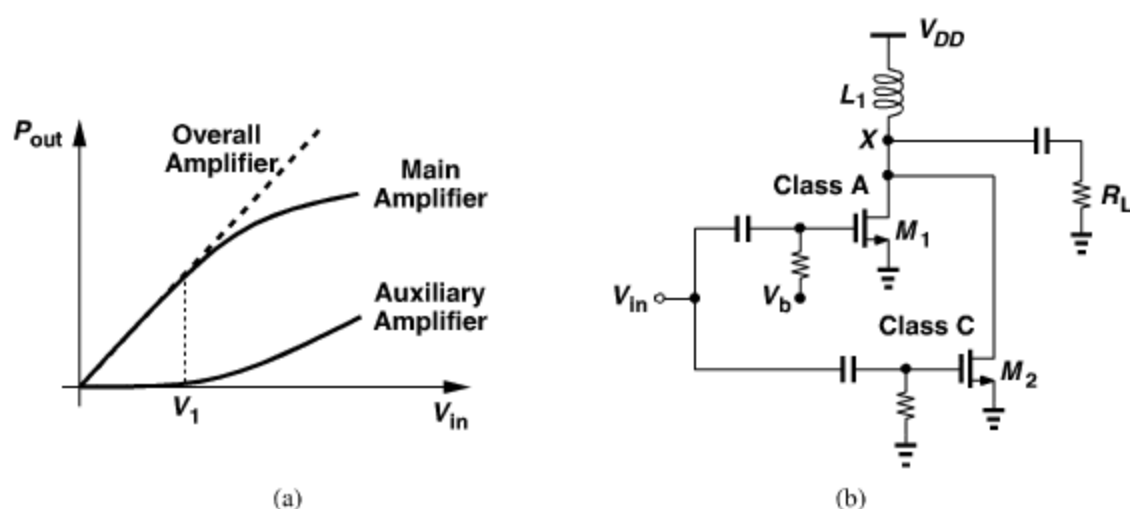 P_out
Overall
Amplifier
Main
Amplifier
Auxiliary
Amplifier
V_1
V_in
(a)
V_DD
L_1
X
Class A
M_1
R_L
V_in
V_b
Class C
M_2
(b)